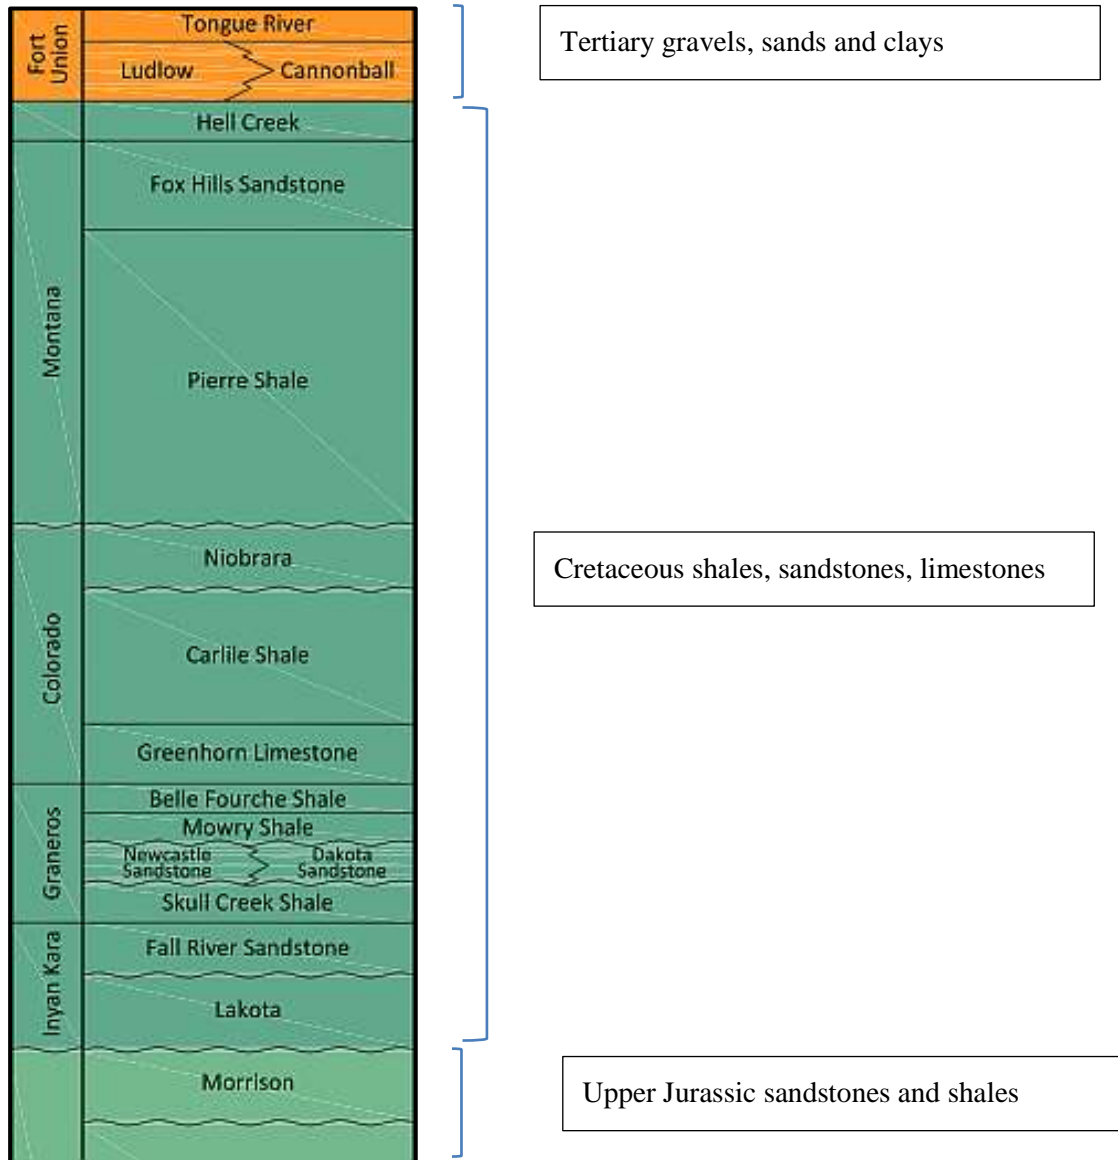 Fort
Union
Tongue River
Ludlow
Cannonball
Tertiary gravels, sands and clays
Hell Creek
Montana
Fox Hills Sandstone
Pierre Shale
Colorado
Niobrara
Cretaceous shales, sandstones, limestones
Carlile Shale
Greenhorn Limestone
Graneros
Belle Fourche Shale
Mowry Shale
Newcastle
Sandstone
Dakota
Sandstone
Skull Creek Shale
Inyan Kara
Fall River Sandstone
Lakota
Morrison
Upper Jurassic sandstones and shales